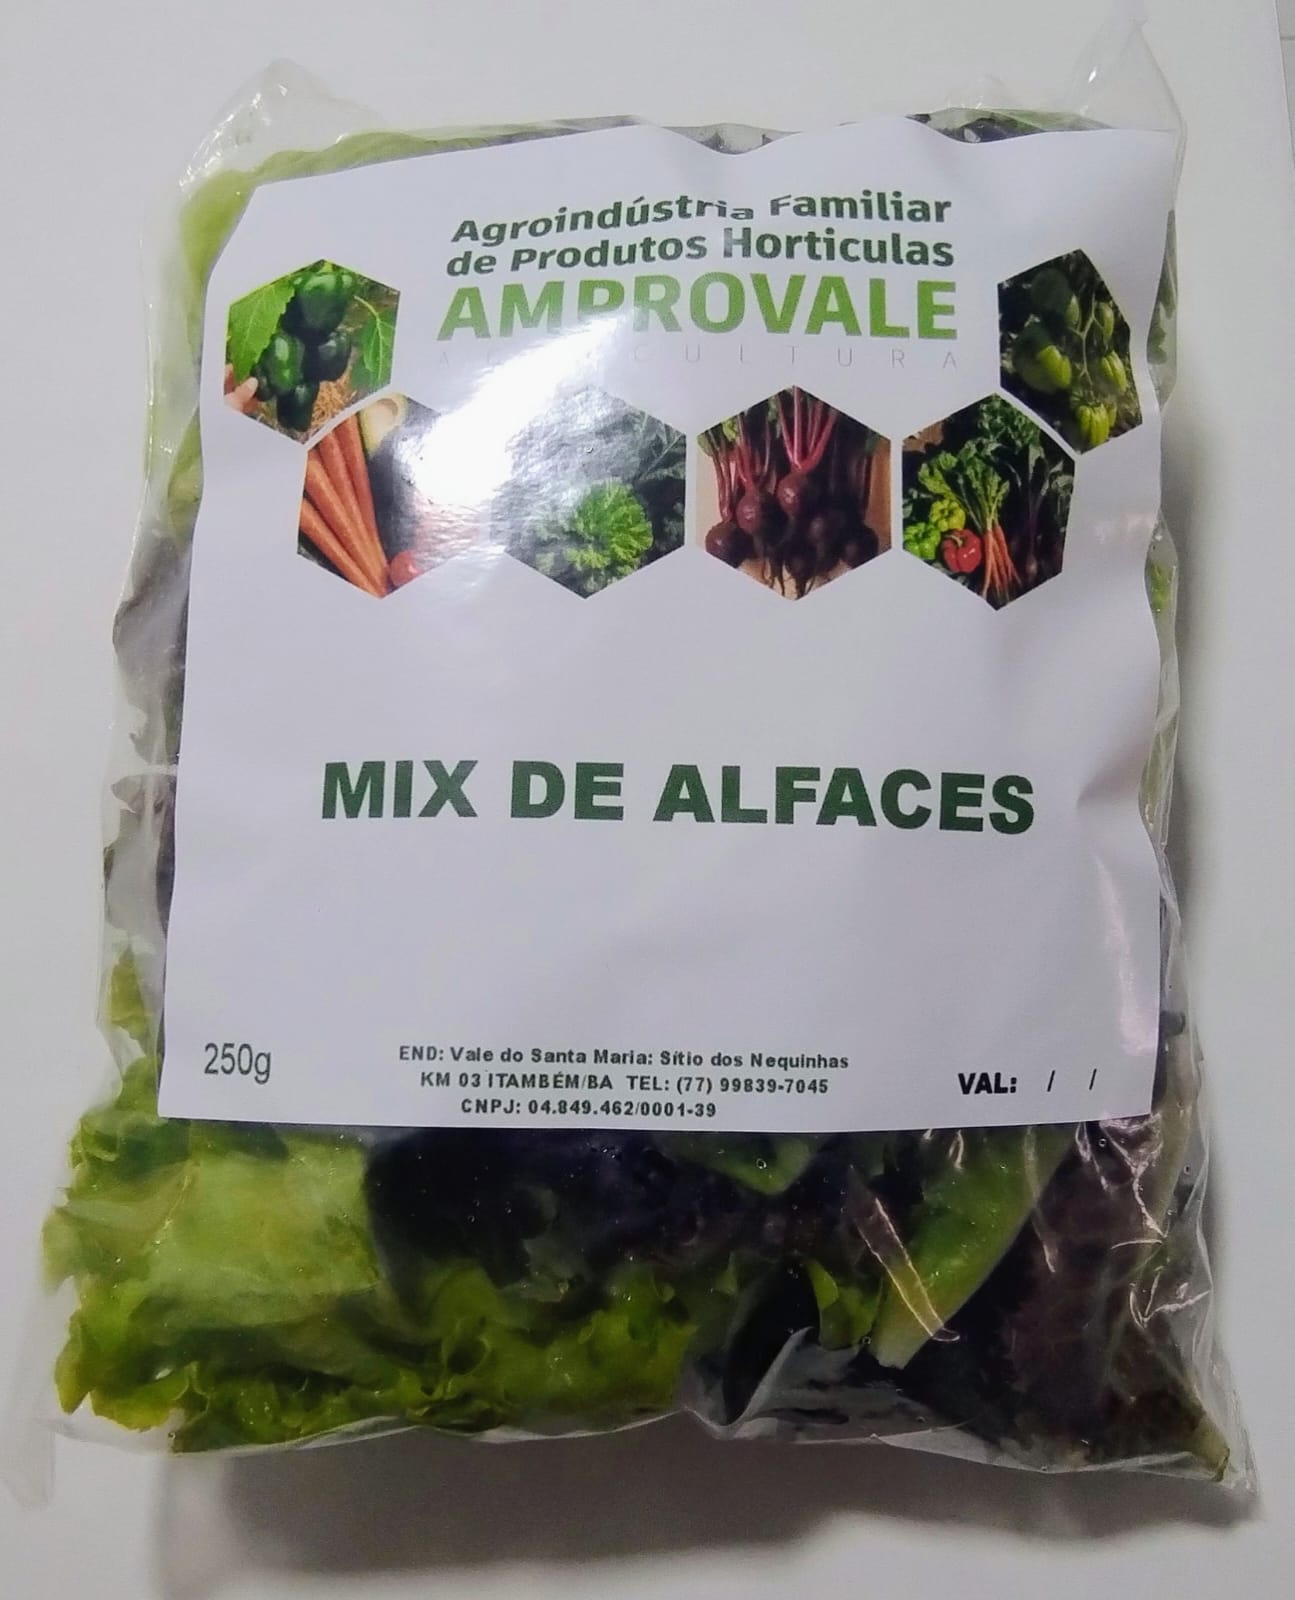 Agroindústria Familiar
de Produtos Horticulas
AMPROVALE
AGRICULTURA
MIX DE ALFACES
250g
END: Vale do Santa Maria: Sítio dos Nequinhas
KM 03 ITAMBÉM/BA TEL: (77) 99839-7045
CNPJ: 04.849.462/0001-39
VAL: / /